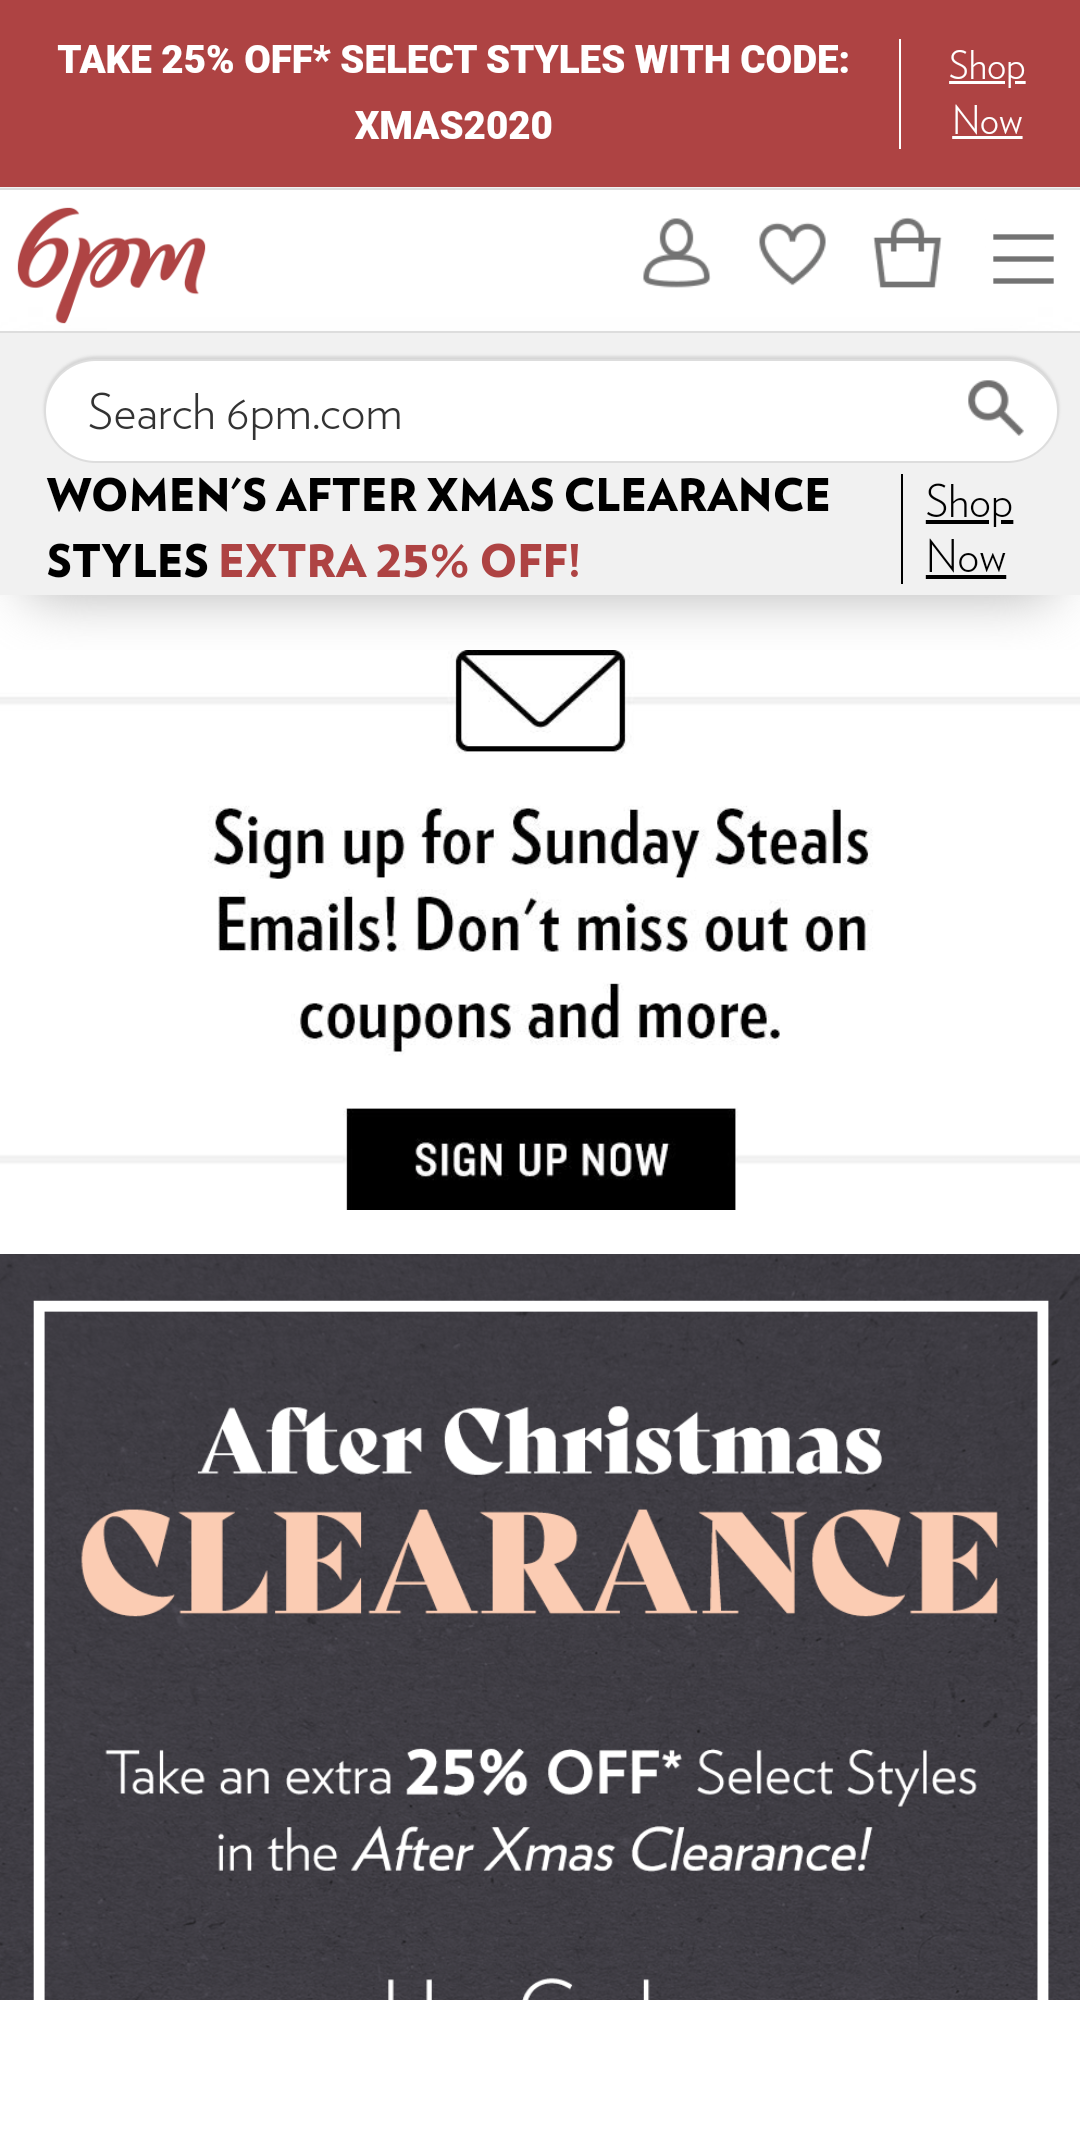 TAKE 25% OFF* SELECT STYLES WITH CODE:
XMAS2020
Shop
Now
6pm
Search 6pm.com
WOMEN'S AFTER XMAS CLEARANCE
STYLES EXTRA 25% OFF!
Shop
Now
Sign up for Sunday Steals
Emails! Don't miss out on
coupons and more.
SIGN UP NOW
After Christmas
CLEARANCE
Take an extra 25% OFF* Select Styles
in the After Xmas Clearance!